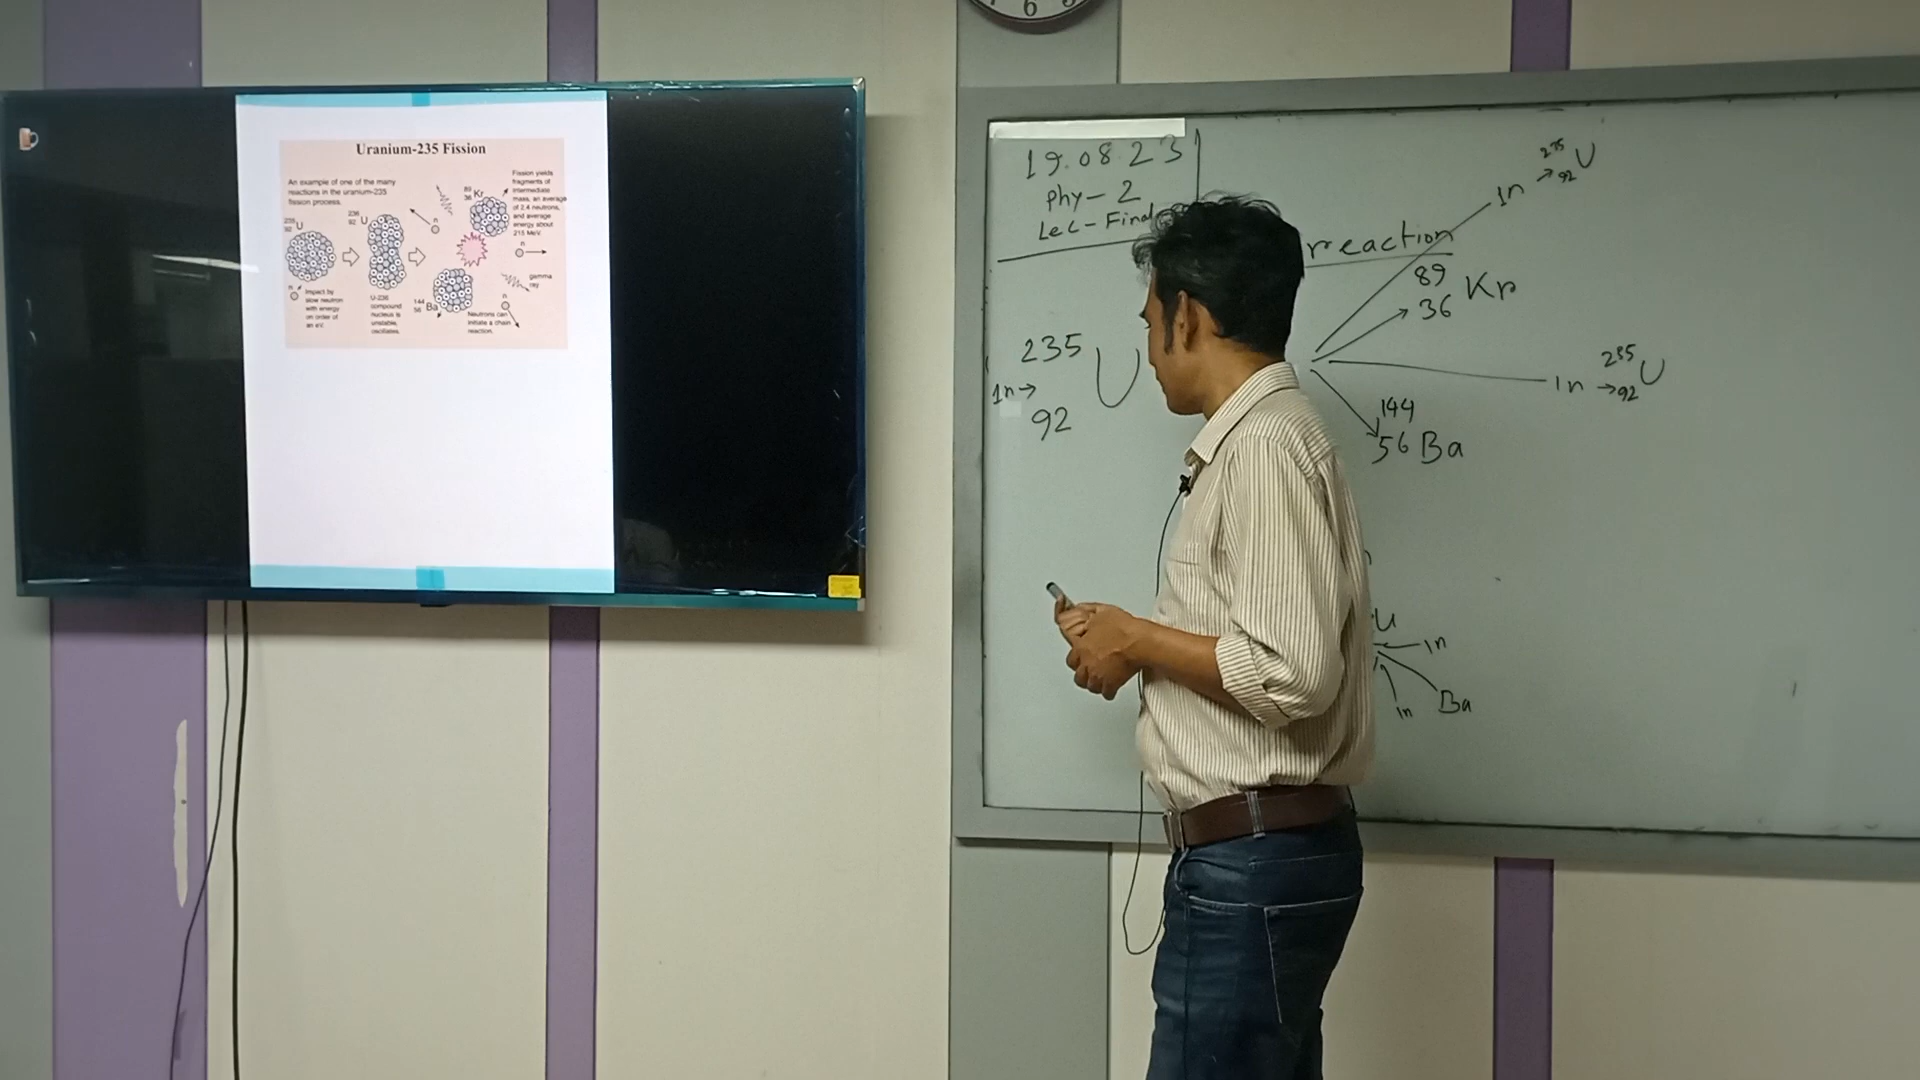 Uranium-235 Fission
An example of one of the many
reactions in the uranium-235
fission process.
235
92 U
236
92 U
n
89
36 Kr
Fission yields
fragments of
intermediate
mass, an average
of 2.4 neutrons,
and average
energy about
215 MeV.
n
n
Impact by
slow neutron
with energy
on order of
an eV.
U-236
compound
nucleus is
unstable,
oscillates.
144
56 Ba
gamma
ray
n
Neutrons can
initiate a chain
reaction.
6
19.08.23
Phy-2
Lec-Final
reaction
1n → 235
92 U
89
36 Kr
235
1n →
92 U
1n → 235
92 U
144
56 Ba
U
1n
1n
Ba